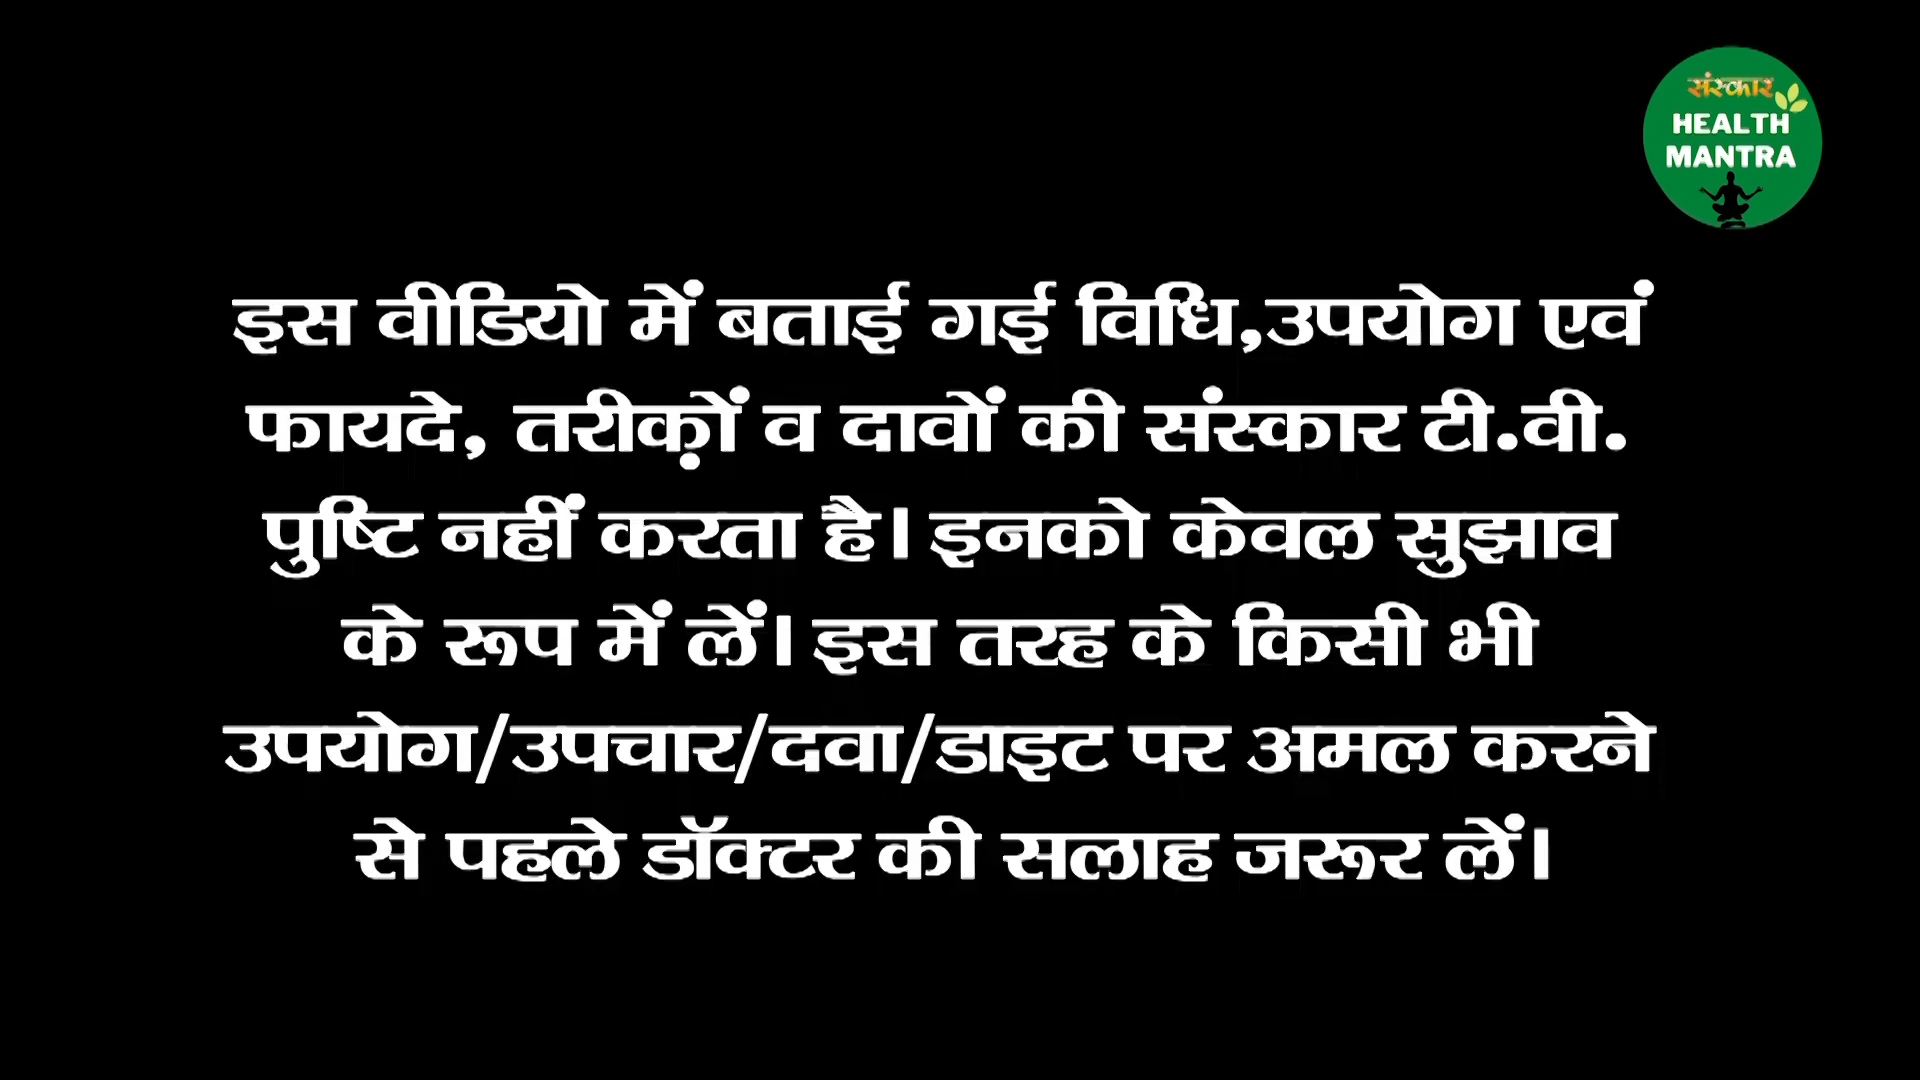 संस्कार
HEALTH
MANTRA
इस वीडियो में बताई गई विधि,उपयोग एवं
फायदे, तरीक़ों व दावों की संस्कार टी.वी.
पुष्टि नहीं करता है। इनको केवल सुझाव
के रूप में लें। इस तरह के किसी भी
उपयोग/उपचार/दवा/डाइट पर अमल करने
से पहले डॉक्टर की सलाह जरूर लें।